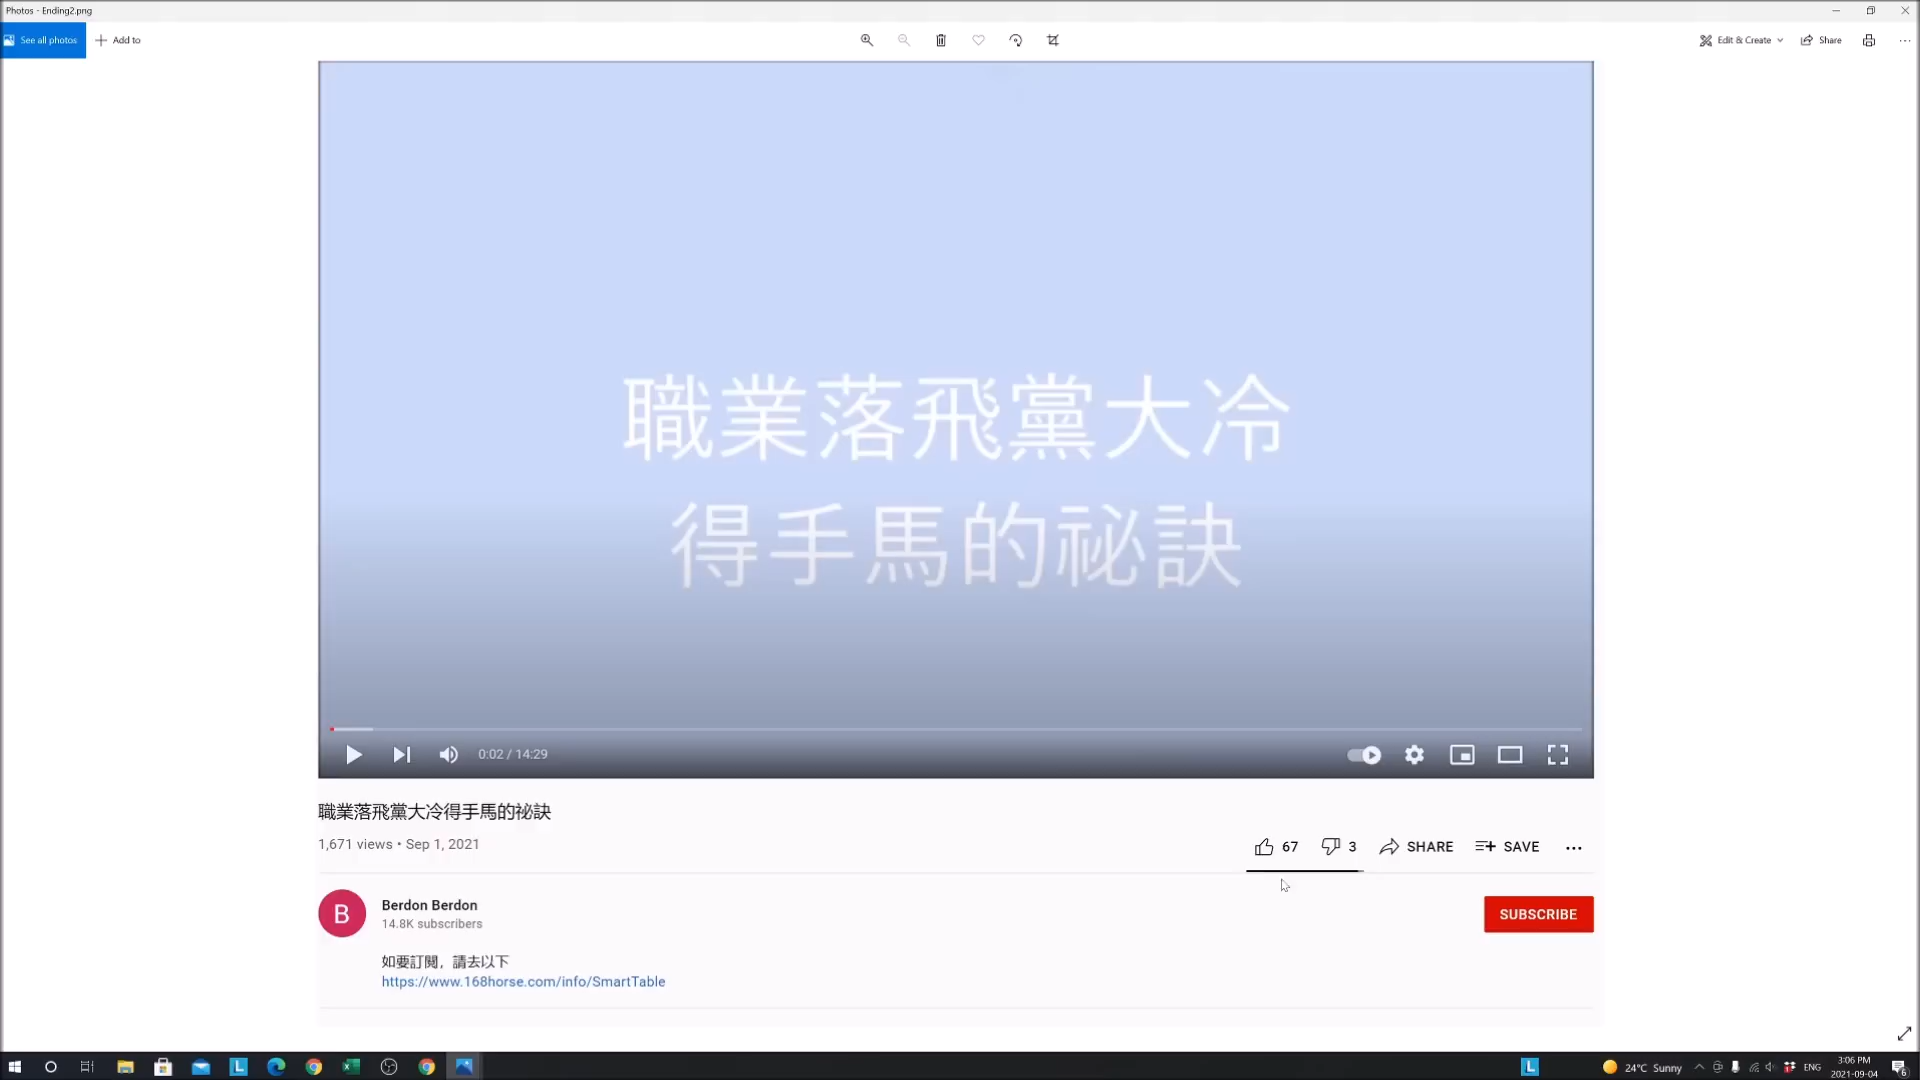 Photos - Ending2.png
See all photos
Add to
Edit & Create
Share
職業落飛黨大冷
得手馬的祕訣
0:02 / 14:29
職業落飛黨大冷得手馬的祕訣
1,671 views • Sep 1, 2021
67
3
SHARE
SAVE
B
Berdon Berdon
14.8K subscribers
SUBSCRIBE
如要訂閱，請去以下
https://www.168horse.com/info/SmartTable
L
L
24°C Sunny
ENG
3:06 PM
2021-09-04
6